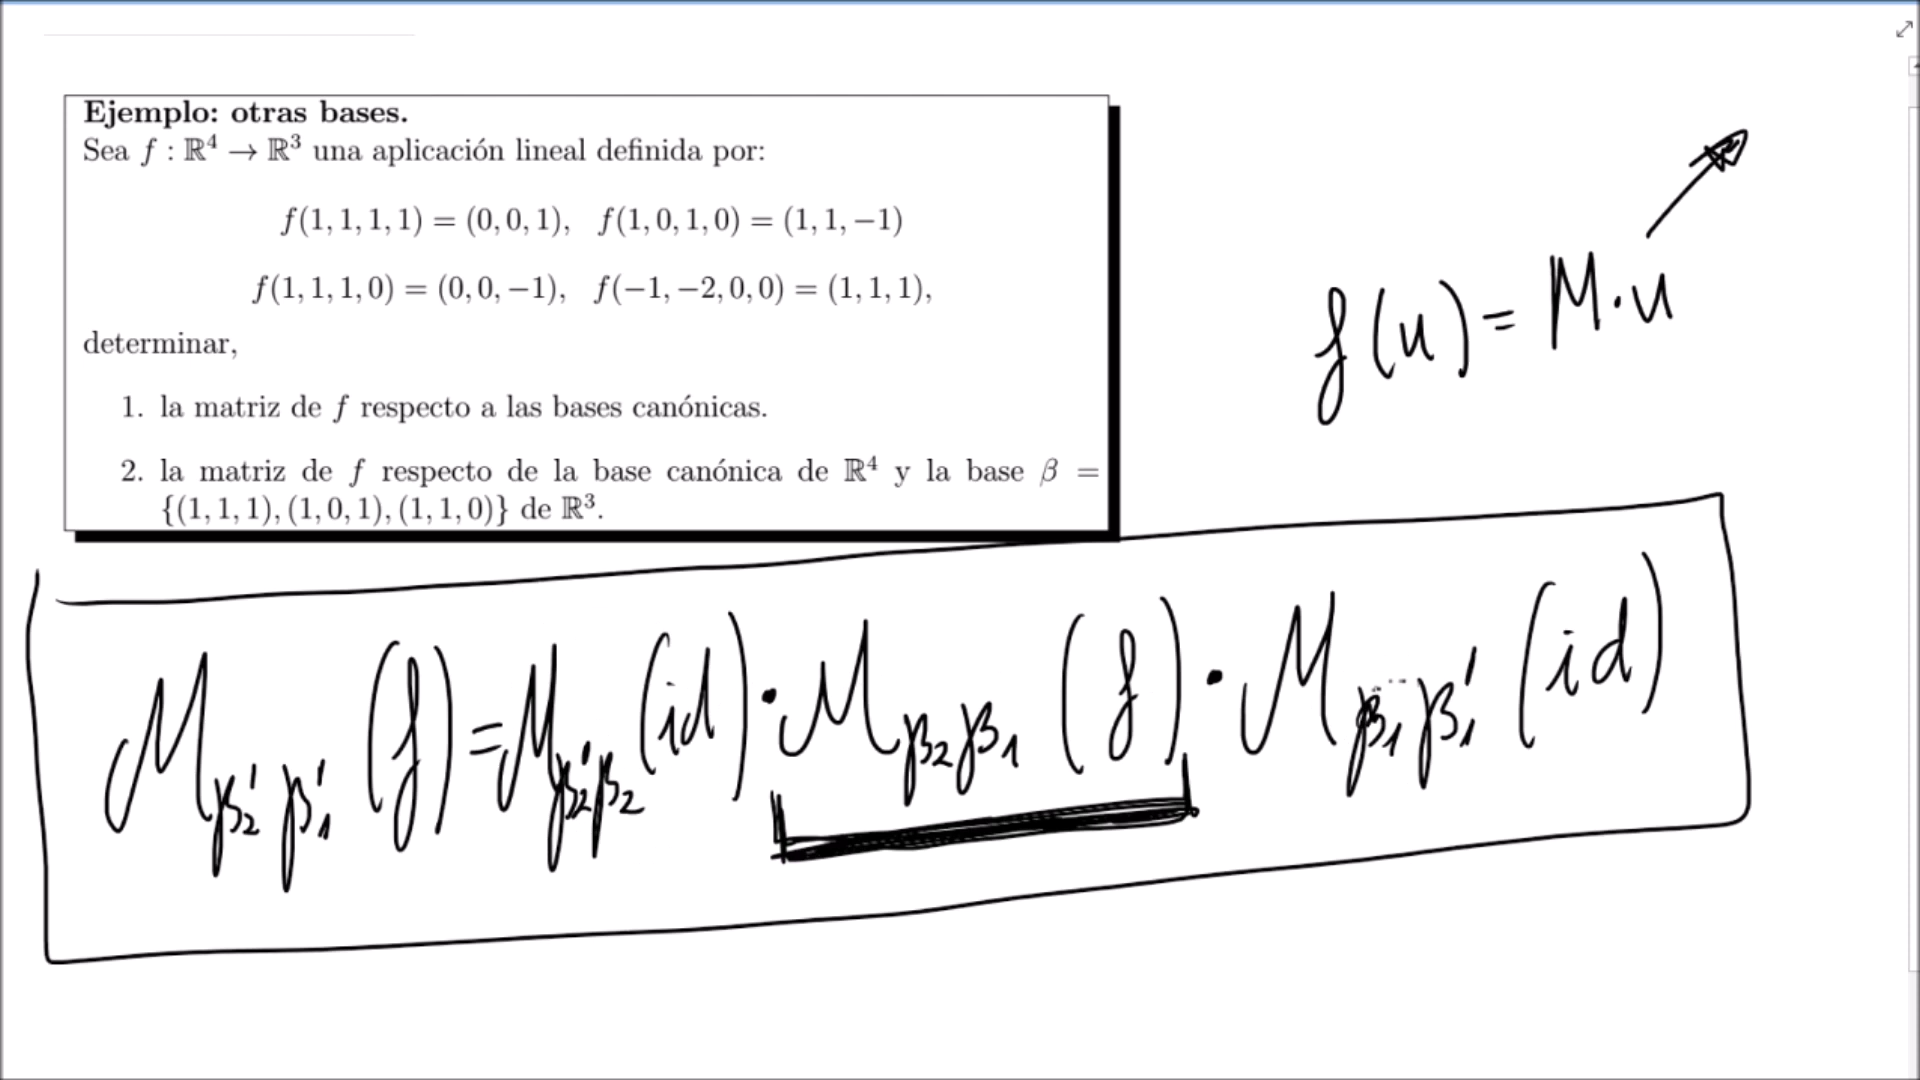 Ejemplo: otras bases.
Sea f : ℝ⁴ → ℝ³ una aplicación lineal definida por:
f(1, 1, 1, 1) = (0, 0, 1), f(1, 0, 1, 0) = (1, 1, −1)
f(1, 1, 1, 0) = (0, 0, −1), f(−1, −2, 0, 0) = (1, 1, 1),
determinar,
1. la matriz de f respecto a las bases canónicas.
2. la matriz de f respecto de la base canónica de ℝ⁴ y la base β =
{(1, 1, 1), (1, 0, 1), (1, 1, 0)} de ℝ³.
f(u) = M·u
M_{β₂'β₁'}(f) = M_{β₂'β₂}(id) · M_{β₂β₁}(f) · M_{β₁β₁'}(id)